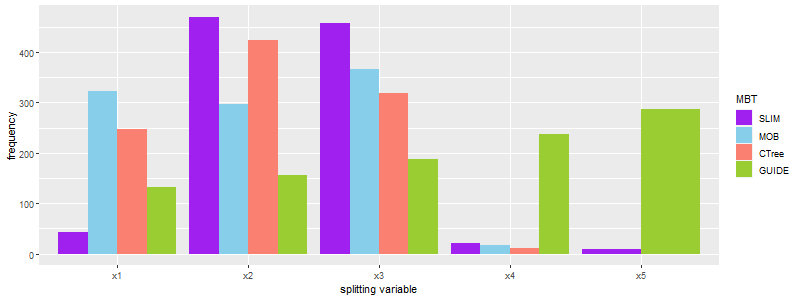 frequency
400
300
200
100
0
x1
x2
x3
x4
x5
splitting variable
MBT
SLIM
MOB
CTree
GUIDE